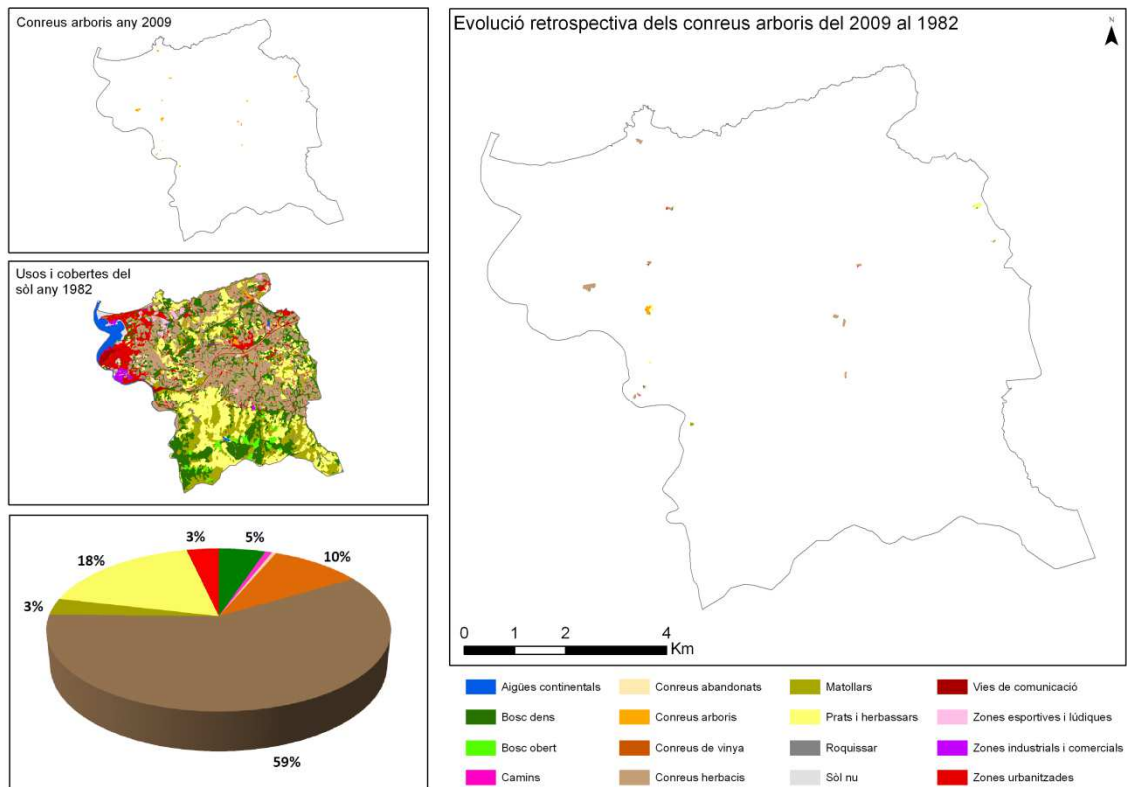 Conreus arboris any 2009
Evolució retrospectiva dels conreus arboris del 2009 al 1982
N
Usos i cobertes del
sòl any 1982
3%
5%
18%
10%
3%
59%
0 1 2 4
Km
Aigües continentals
Conreus abandonats
Matollars
Vies de comunicació
Bosc dens
Conreus arboris
Prats i herbassars
Zones esportives i lúdiques
Bosc obert
Conreus de vinya
Roquissar
Zones industrials i comercials
Camins
Conreus herbacis
Sòl nu
Zones urbanitzades